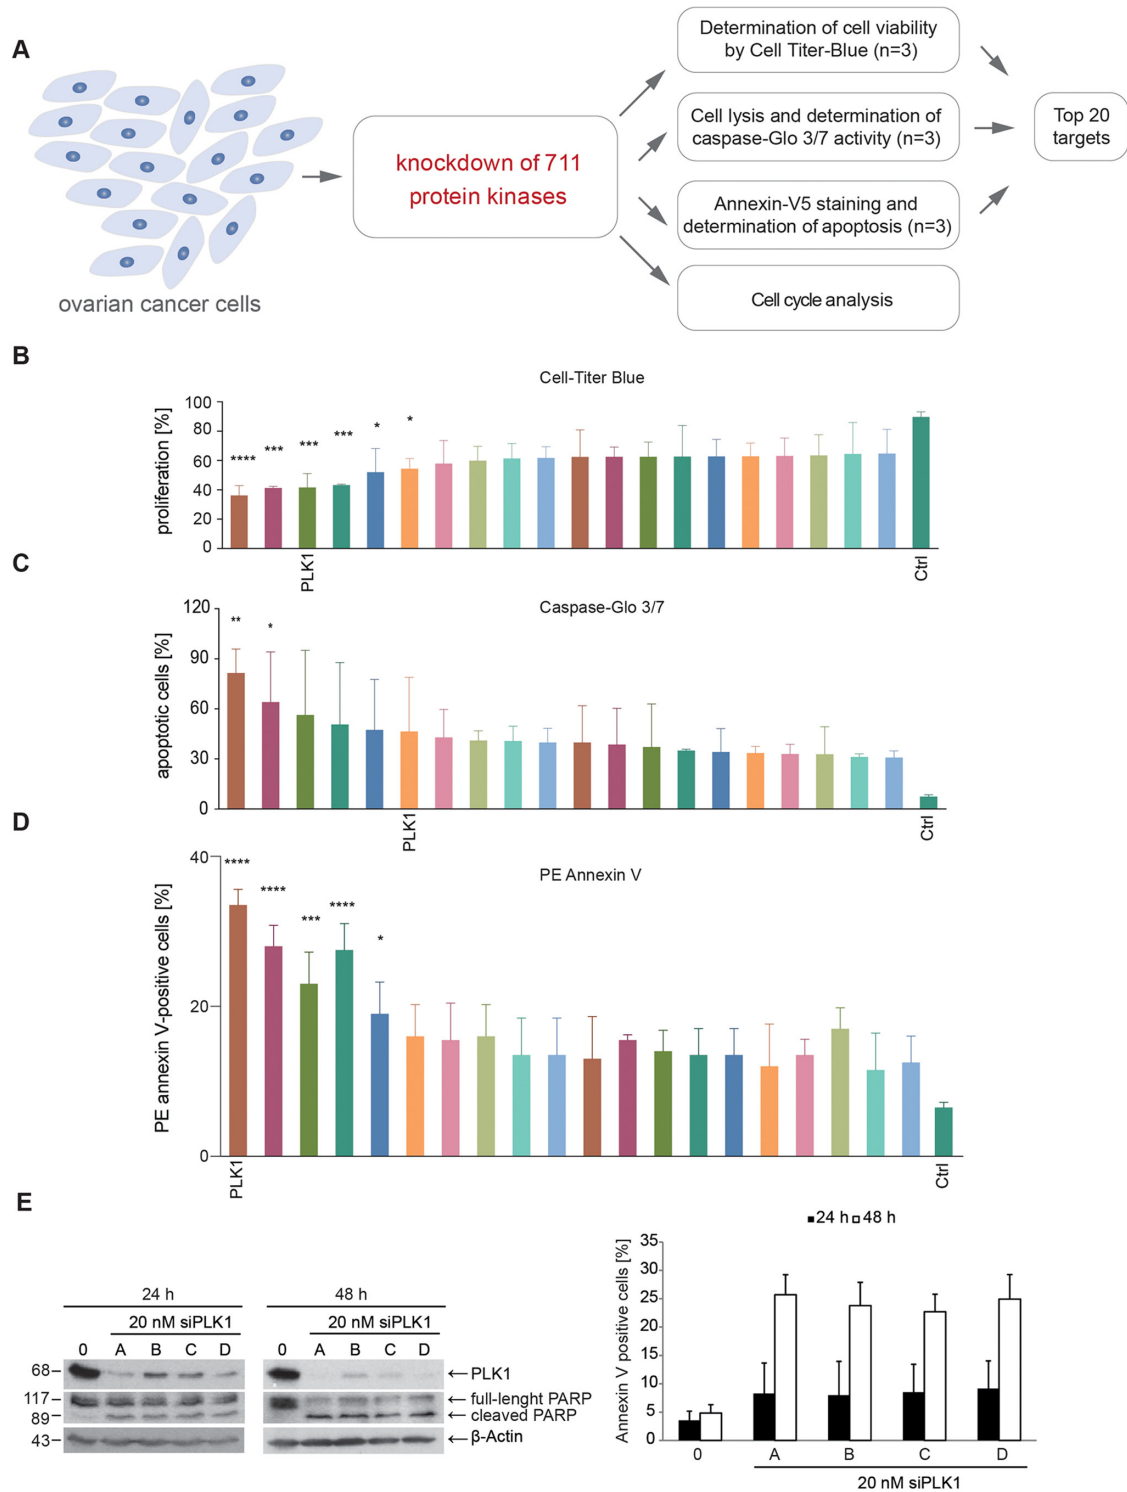 A
ovarian cancer cells
knockdown of 711
protein kinases
Determination of cell viability
by Cell Titer-Blue (n=3)
Cell lysis and determination of
caspase-Glo 3/7 activity (n=3)
Annexin-V5 staining and
determination of apoptosis (n=3)
Cell cycle analysis
Top 20
targets
B
Cell-Titer Blue
proliferation [%]
100
80
60
40
20
0
****
***
***
***
*
*
PLK1
Ctrl
C
Caspase-Glo 3/7
apoptotic cells [%]
120
90
60
30
0
**
*
PLK1
Ctrl
D
PE Annexin V
PE annexin V-positive cells [%]
40
20
0
****
****
***
****
*
PLK1
Ctrl
E
24 h
20 nM siPLK1
0 A B C D
48 h
20 nM siPLK1
0 A B C D
68
117
89
43
PLK1
full-lenght PARP
cleaved PARP
β-Actin
24 h 48 h
Annexin V positive cells [%]
35
30
25
20
15
10
5
0
0 A B C D
20 nM siPLK1